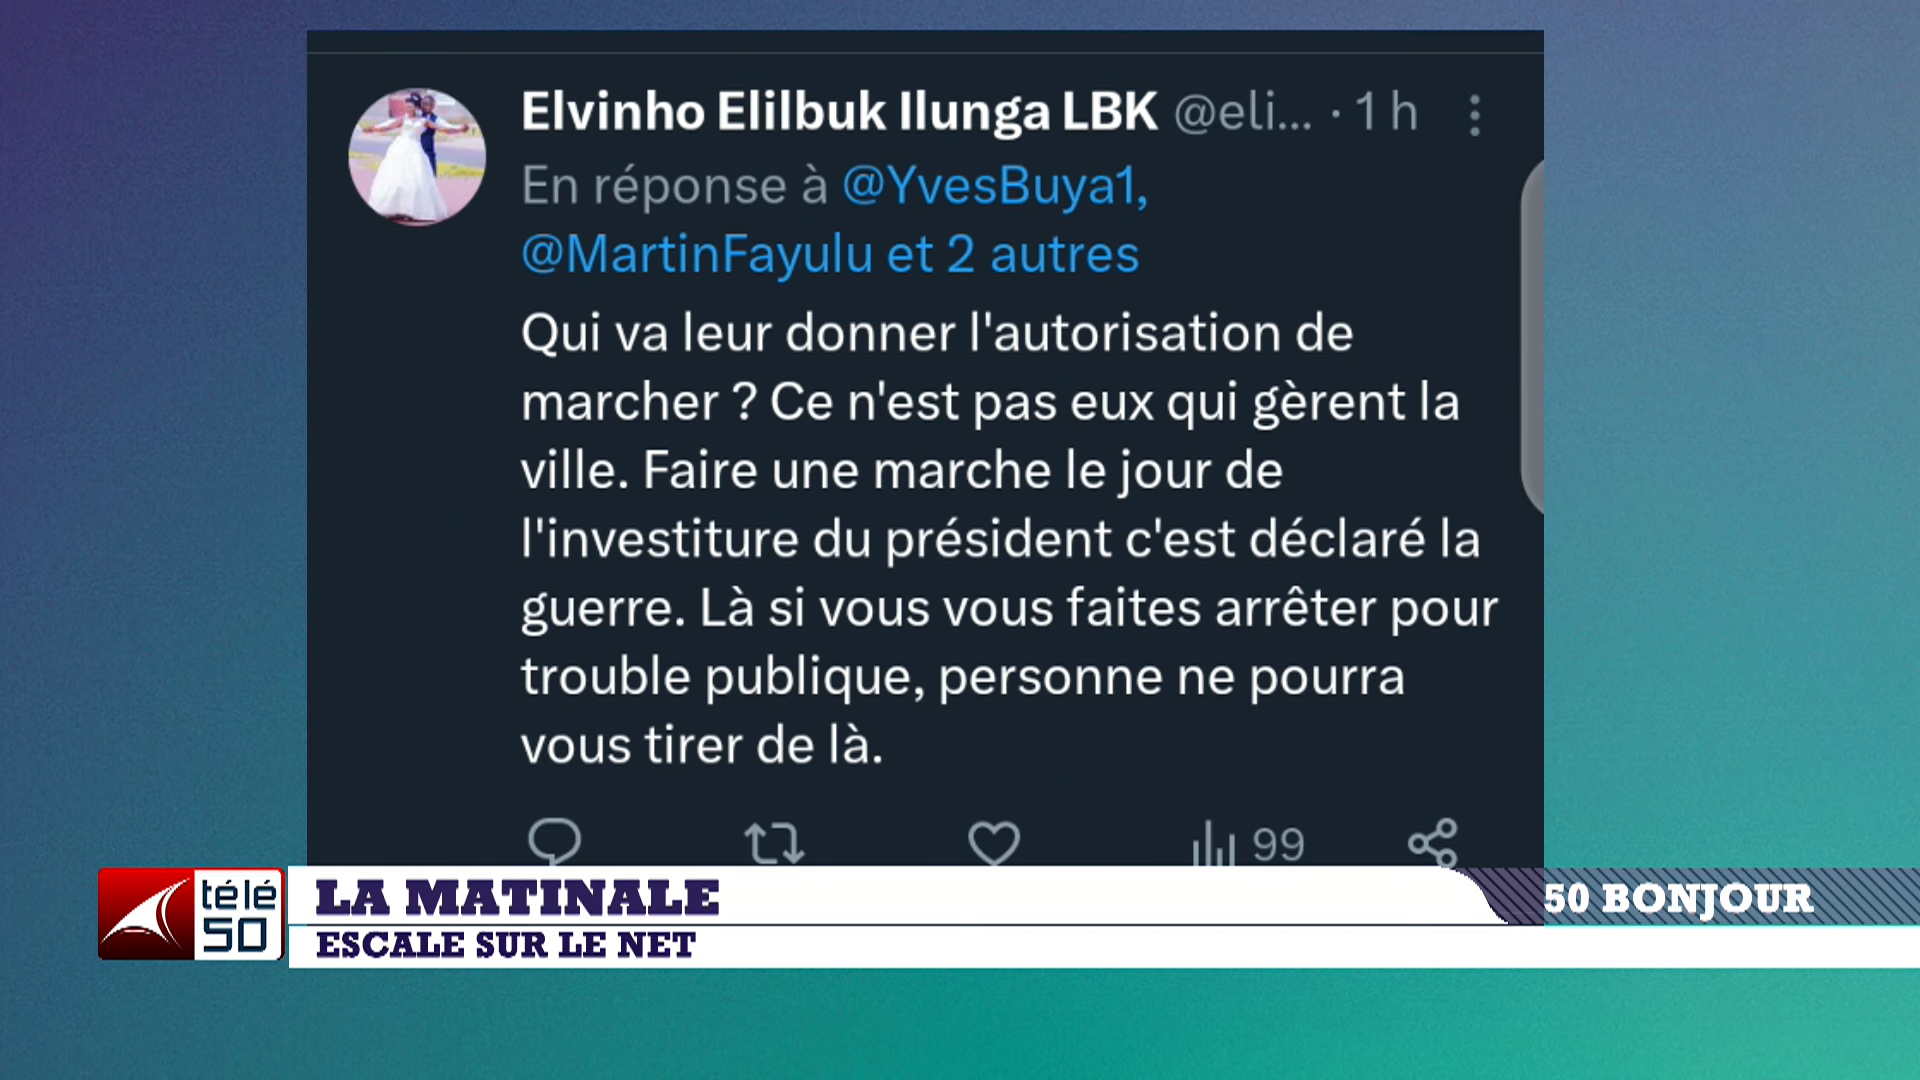 Elvinho Elilbuk Ilunga LBK @eli... · 1 h
En réponse à @YvesBuya1,
@MartinFayulu et 2 autres
Qui va leur donner l'autorisation de
marcher ? Ce n'est pas eux qui gèrent la
ville. Faire une marche le jour de
l'investiture du président c'est déclaré la
guerre. Là si vous vous faites arrêter pour
trouble publique, personne ne pourra
vous tirer de là.
99
télé
50
LA MATINALE
50 BONJOUR
ESCALE SUR LE NET